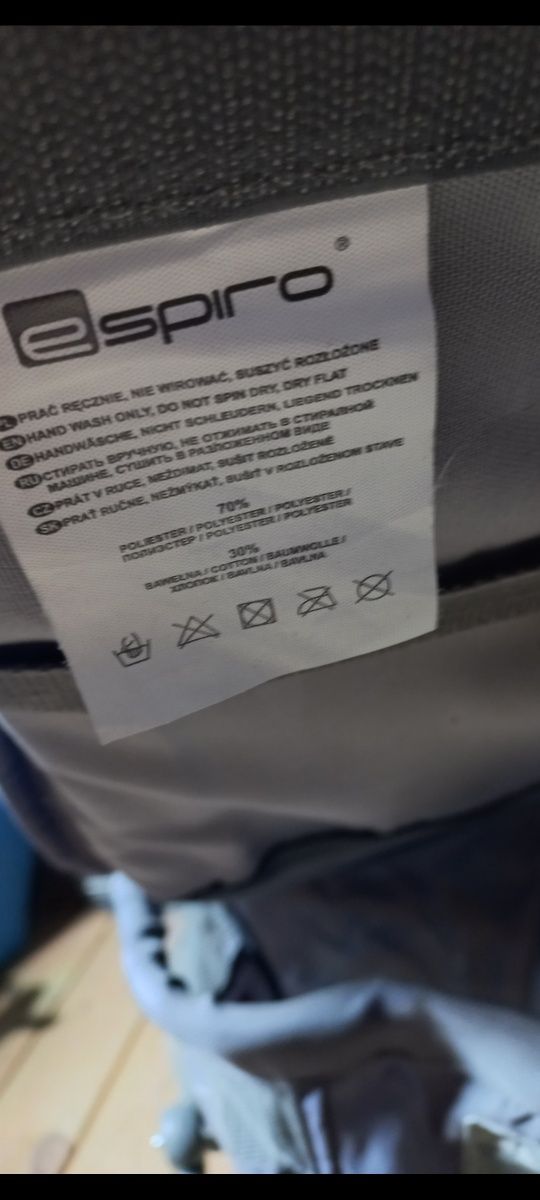 espiro®
PL PRAĆ RĘCZNIE, NIE WIROWAĆ, SUSZYĆ ROZŁOŻONE
EN HAND WASH ONLY, DO NOT SPIN DRY, DRY FLAT
DE HANDWÄSCHE, NICHT SCHLEUDERN, LIEGEND TROCKNEN
RU СТИРАТЬ ВРУЧНУЮ, НЕ ОТЖИМАТЬ В СТИРАЛНОЙ
МАШИНЕ, СУШИТЬ В РАЗЛОЖЕННОМ ВИДЕ
CZ PRÁT V RUCE, NEŽDÍMAT, SUŠIT ROZLOŽENÉ
SK PRAŤ RUČNE, NEŽMÝKAŤ, SUŠIŤ V ROZLOŽENOM STAVE
70%
POLIESTER / POLYESTER / POLYESTER /
ПОЛИЭСТЕР / POLYESTER / POLYESTER
30%
BAWEŁNA / COTTON / BAUMWOLLE /
ХЛОПОК / BAVLNA / BAVLNA